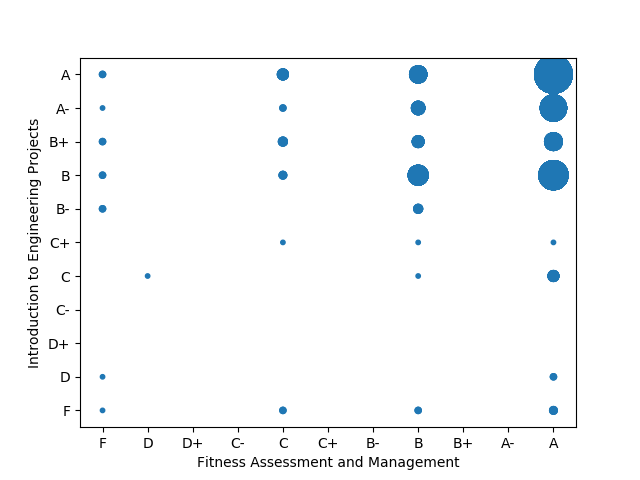 Introduction to Engineering Projects
A
A-
B+
B
B-
C+
C
C-
D+
D
F
F D D+ C- C C+ B- B B+ A- A
Fitness Assessment and Management